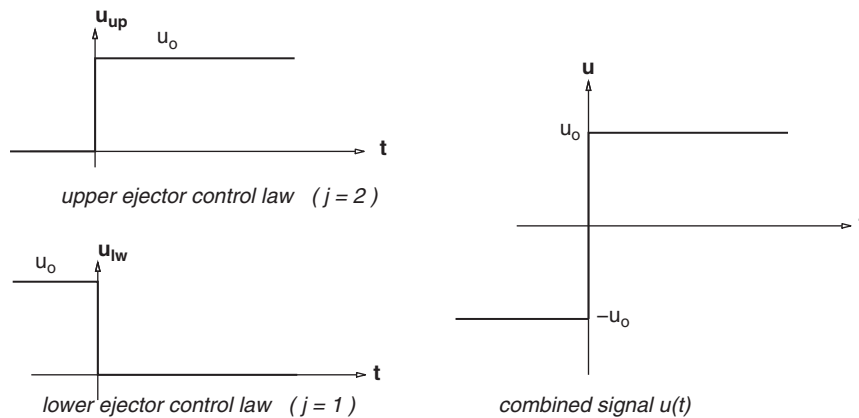 u_up
u_o
t
upper ejector control law ( j = 2 )
u_lw
u_o
t
lower ejector control law ( j = 1 )
u
u_o
−u_o
combined signal u(t)